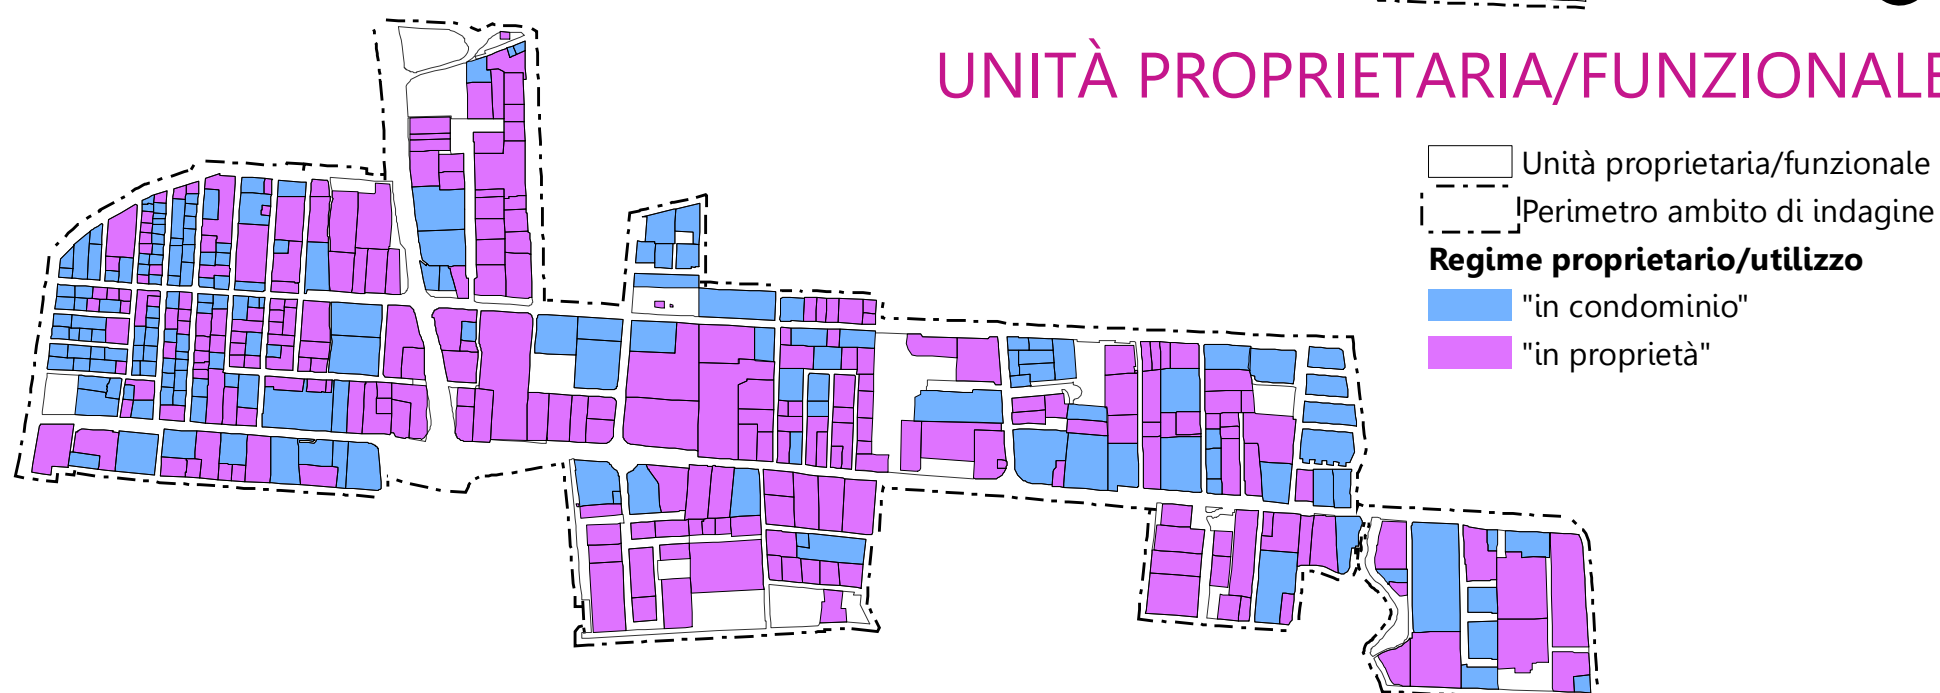 UNITÀ PROPRIETARIA/FUNZIONALE
Unità proprietaria/funzionale
Perimetro ambito di indagine
Regime proprietario/utilizzo
"in condominio"
"in proprietà"